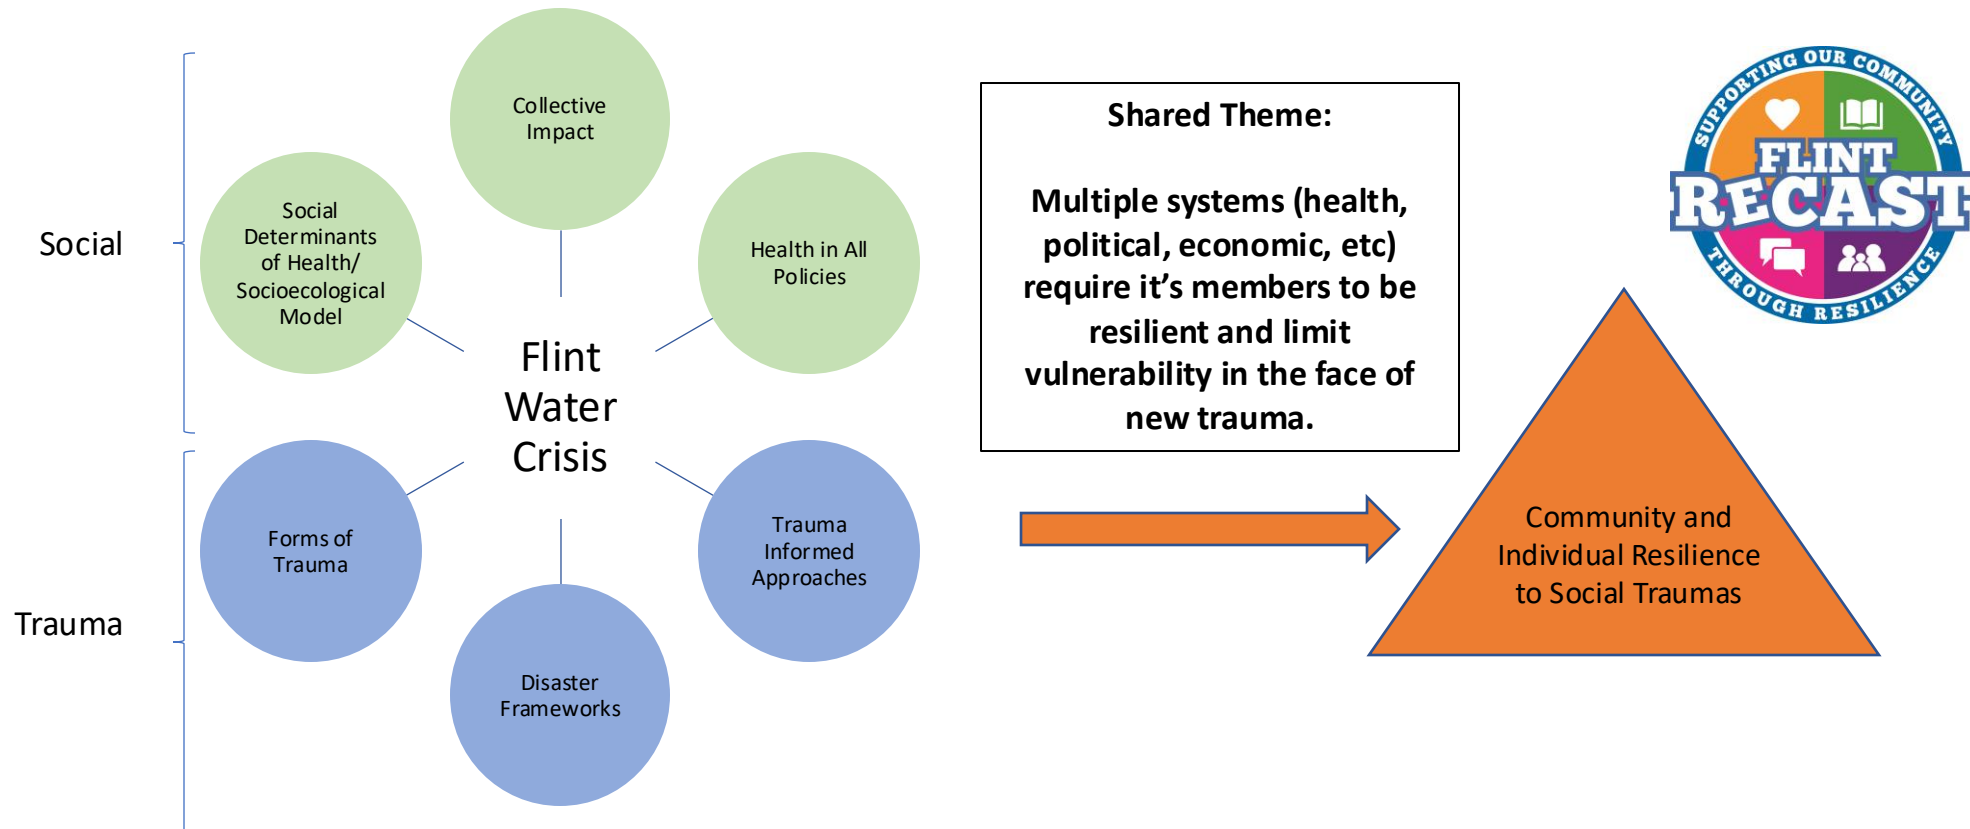 Social
Trauma
Collective
Impact
Social
Determinants
of Health/
Socioecological
Model
Health in All
Policies
Flint
Water
Crisis
Forms of
Trauma
Trauma
Informed
Approaches
Disaster
Frameworks
Shared Theme:
Multiple systems (health,
political, economic, etc)
require it’s members to be
resilient and limit
vulnerability in the face of
new trauma.
SUPPORTING OUR COMMUNITY
FLINT
RECAST
THROUGH RESILIENCE
Community and
Individual Resilience
to Social Traumas